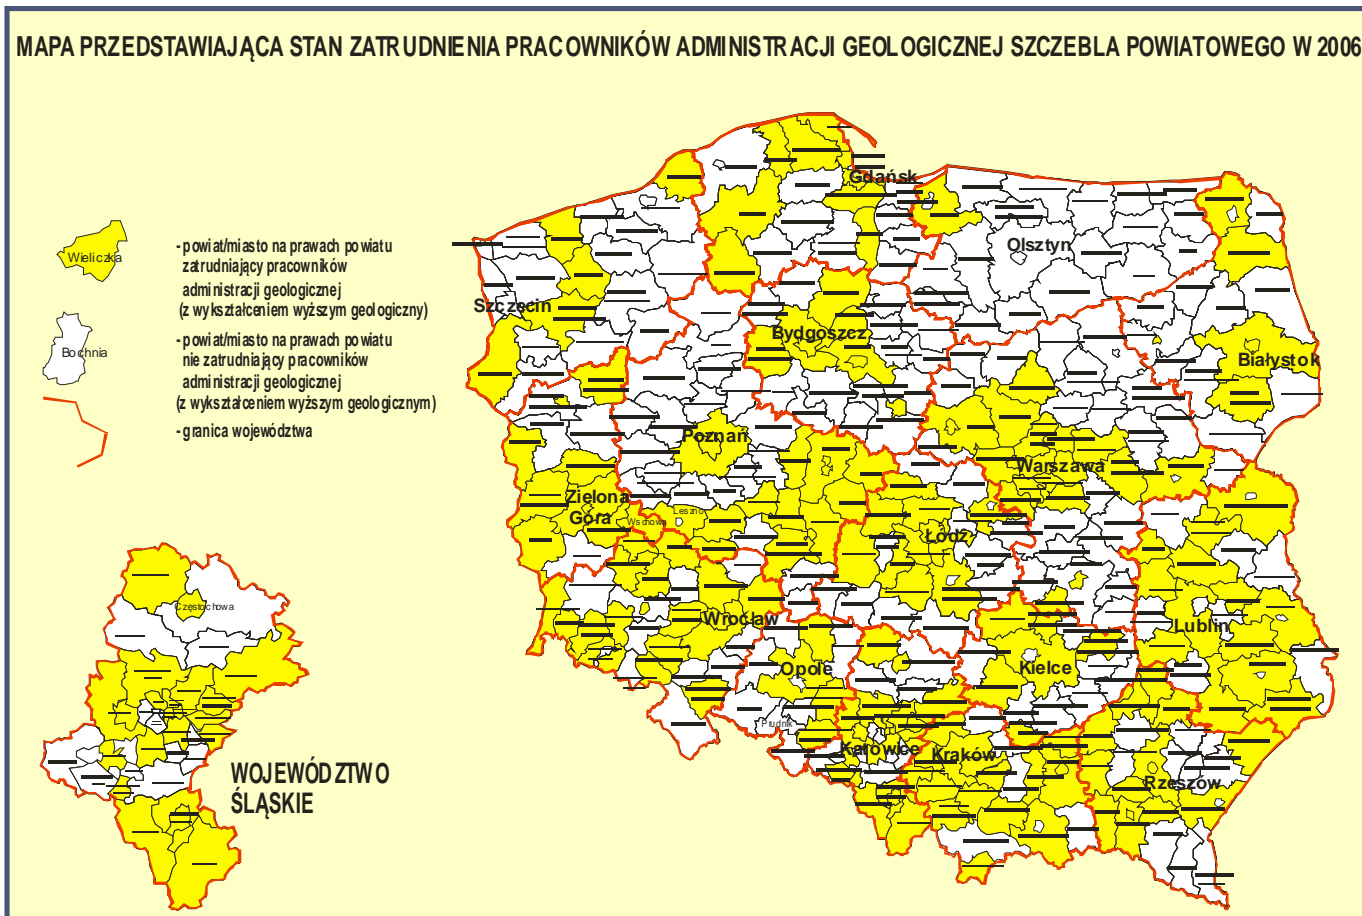 MAPA PRZEDSTAWIAJĄCA STAN ZATRUDNIENIA PRACOWNIKÓW ADMINISTRACJI GEOLOGICZNEJ SZCZEBLA POWIATOWEGO W 2006
Wieliczka
- powiat/miasto na prawach powiatu
zatrudniający pracowników
administracji geologicznej
(z wykształceniem wyższym geologiczny)
Bochnia
- powiat/miasto na prawach powiatu
nie zatrudniający pracowników
administracji geologicznej
(z wykształceniem wyższym geologicznym)
- granica województwa
Gdańsk
Olsztyn
Szczecin
Bydgoszcz
Białystok
Poznań
Warszawa
Zielona
Góra
Leszno
Wschowa
Łódź
Wrocław
Lublin
Opole
Kielce
Prudnik
Katowice
Kraków
Rzeszów
Częstochowa
WOJEWÓDZTWO
ŚLĄSKIE